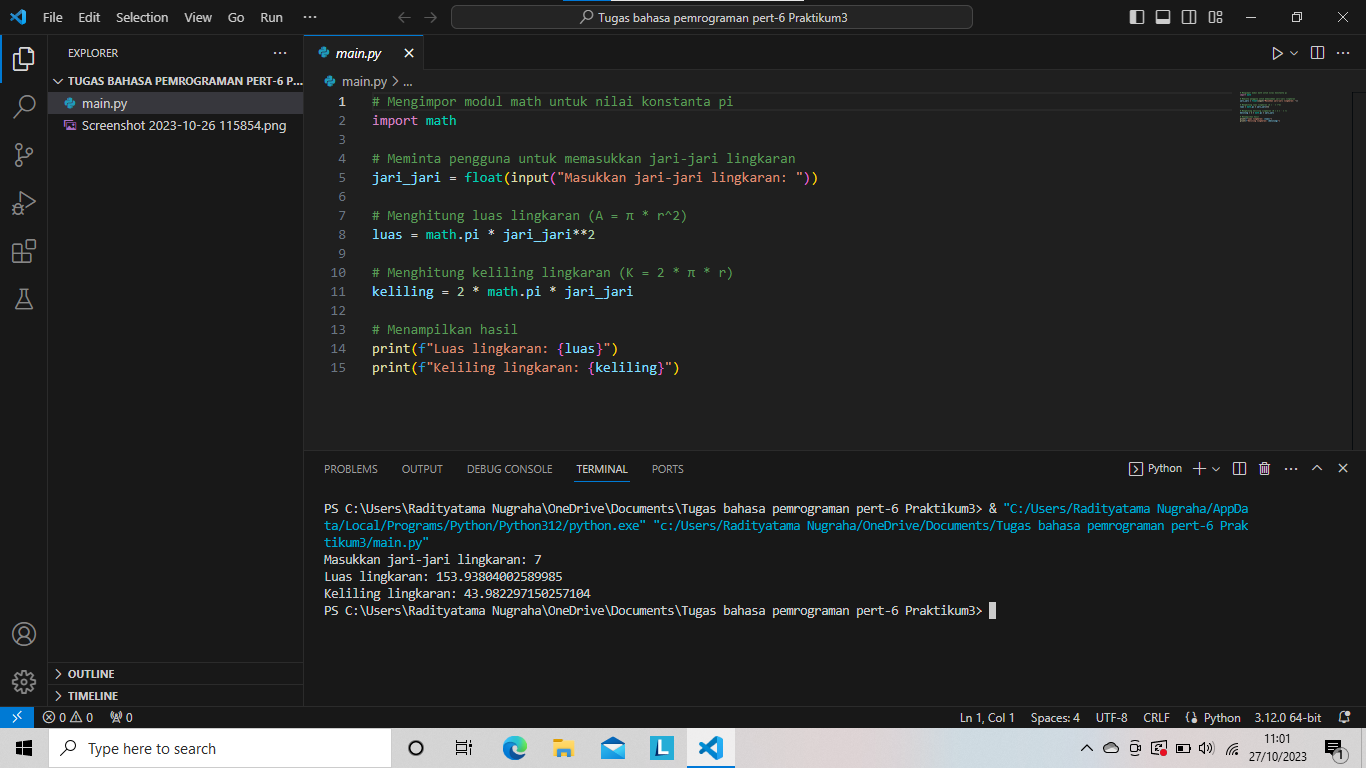 File Edit Selection View Go Run ···
Tugas bahasa pemrograman pert-6 Praktikum3
EXPLORER
TUGAS BAHASA PEMROGRAMAN PERT-6 P...
main.py
Screenshot 2023-10-26 115854.png
OUTLINE
TIMELINE
main.py
main.py > ...
1 # Mengimpor modul math untuk nilai konstanta pi
2 import math
3
4 # Meminta pengguna untuk memasukkan jari-jari lingkaran
5 jari_jari = float(input("Masukkan jari-jari lingkaran: "))
6
7 # Menghitung luas lingkaran (A = π * r^2)
8 luas = math.pi * jari_jari**2
9
10 # Menghitung keliling lingkaran (K = 2 * π * r)
11 keliling = 2 * math.pi * jari_jari
12
13 # Menampilkan hasil
14 print(f"Luas lingkaran: {luas}")
15 print(f"Keliling lingkaran: {keliling}")
PROBLEMS OUTPUT DEBUG CONSOLE TERMINAL PORTS
Python
PS C:\Users\Radityatama Nugraha\OneDrive\Documents\Tugas bahasa pemrograman pert-6 Praktikum3> & "C:/Users/Radityatama Nugraha/AppDa
ta/Local/Programs/Python/Python312/python.exe" "c:/Users/Radityatama Nugraha/OneDrive/Documents/Tugas bahasa pemrograman pert-6 Prak
tikum3/main.py"
Masukkan jari-jari lingkaran: 7
Luas lingkaran: 153.93804002589985
Keliling lingkaran: 43.982297150257104
PS C:\Users\Radityatama Nugraha\OneDrive\Documents\Tugas bahasa pemrograman pert-6 Praktikum3>
0 0 0
Ln 1, Col 1 Spaces: 4 UTF-8 CRLF Python 3.12.0 64-bit
Type here to search
L
11:01
27/10/2023
1